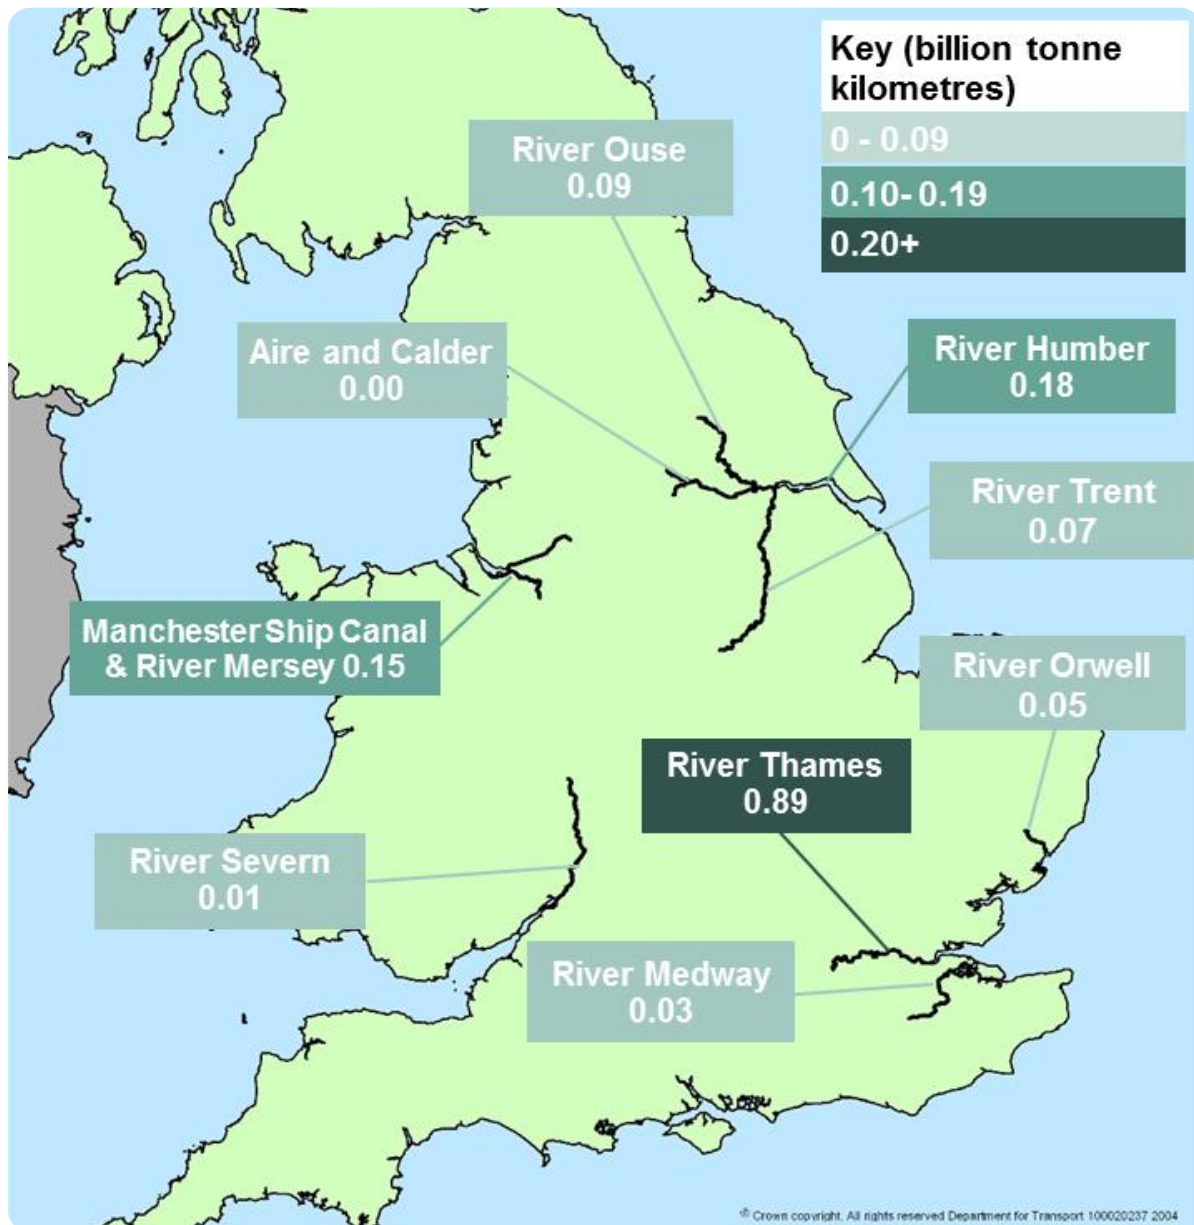 Key (billion tonne
kilometres)
0 - 0.09
0.10- 0.19
0.20+
River Ouse
0.09
Aire and Calder
0.00
River Humber
0.18
River Trent
0.07
Manchester Ship Canal
& River Mersey 0.15
River Orwell
0.05
River Thames
0.89
River Severn
0.01
River Medway
0.03
© Crown copyright. All rights reserved Department for Transport 100020237 2004